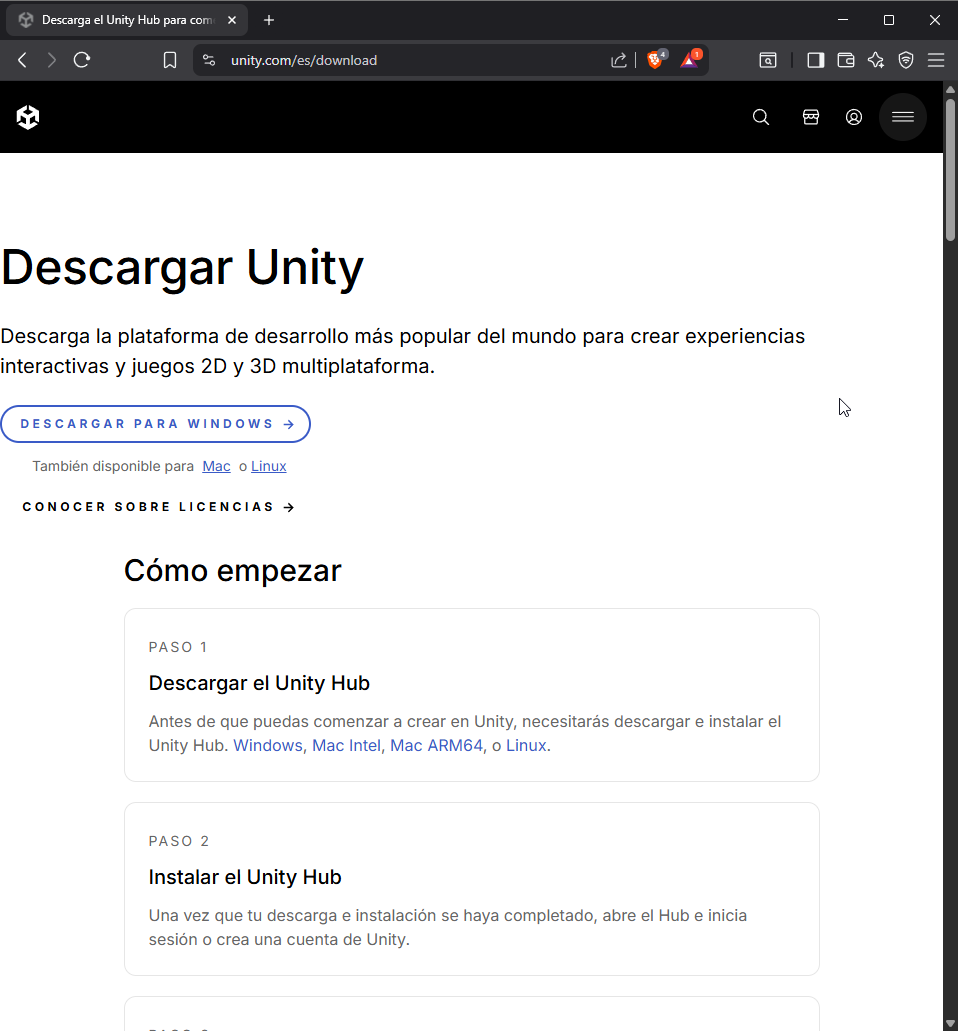 Descarga el Unity Hub para com
unity.com/es/download
4
1
Descargar Unity
Descarga la plataforma de desarrollo más popular del mundo para crear experiencias
interactivas y juegos 2D y 3D multiplataforma.
DESCARGAR PARA WINDOWS →
También disponible para Mac o Linux
CONOCER SOBRE LICENCIAS →
Cómo empezar
PASO 1
Descargar el Unity Hub
Antes de que puedas comenzar a crear en Unity, necesitarás descargar e instalar el
Unity Hub. Windows, Mac Intel, Mac ARM64, o Linux.
PASO 2
Instalar el Unity Hub
Una vez que tu descarga e instalación se haya completado, abre el Hub e inicia
sesión o crea una cuenta de Unity.